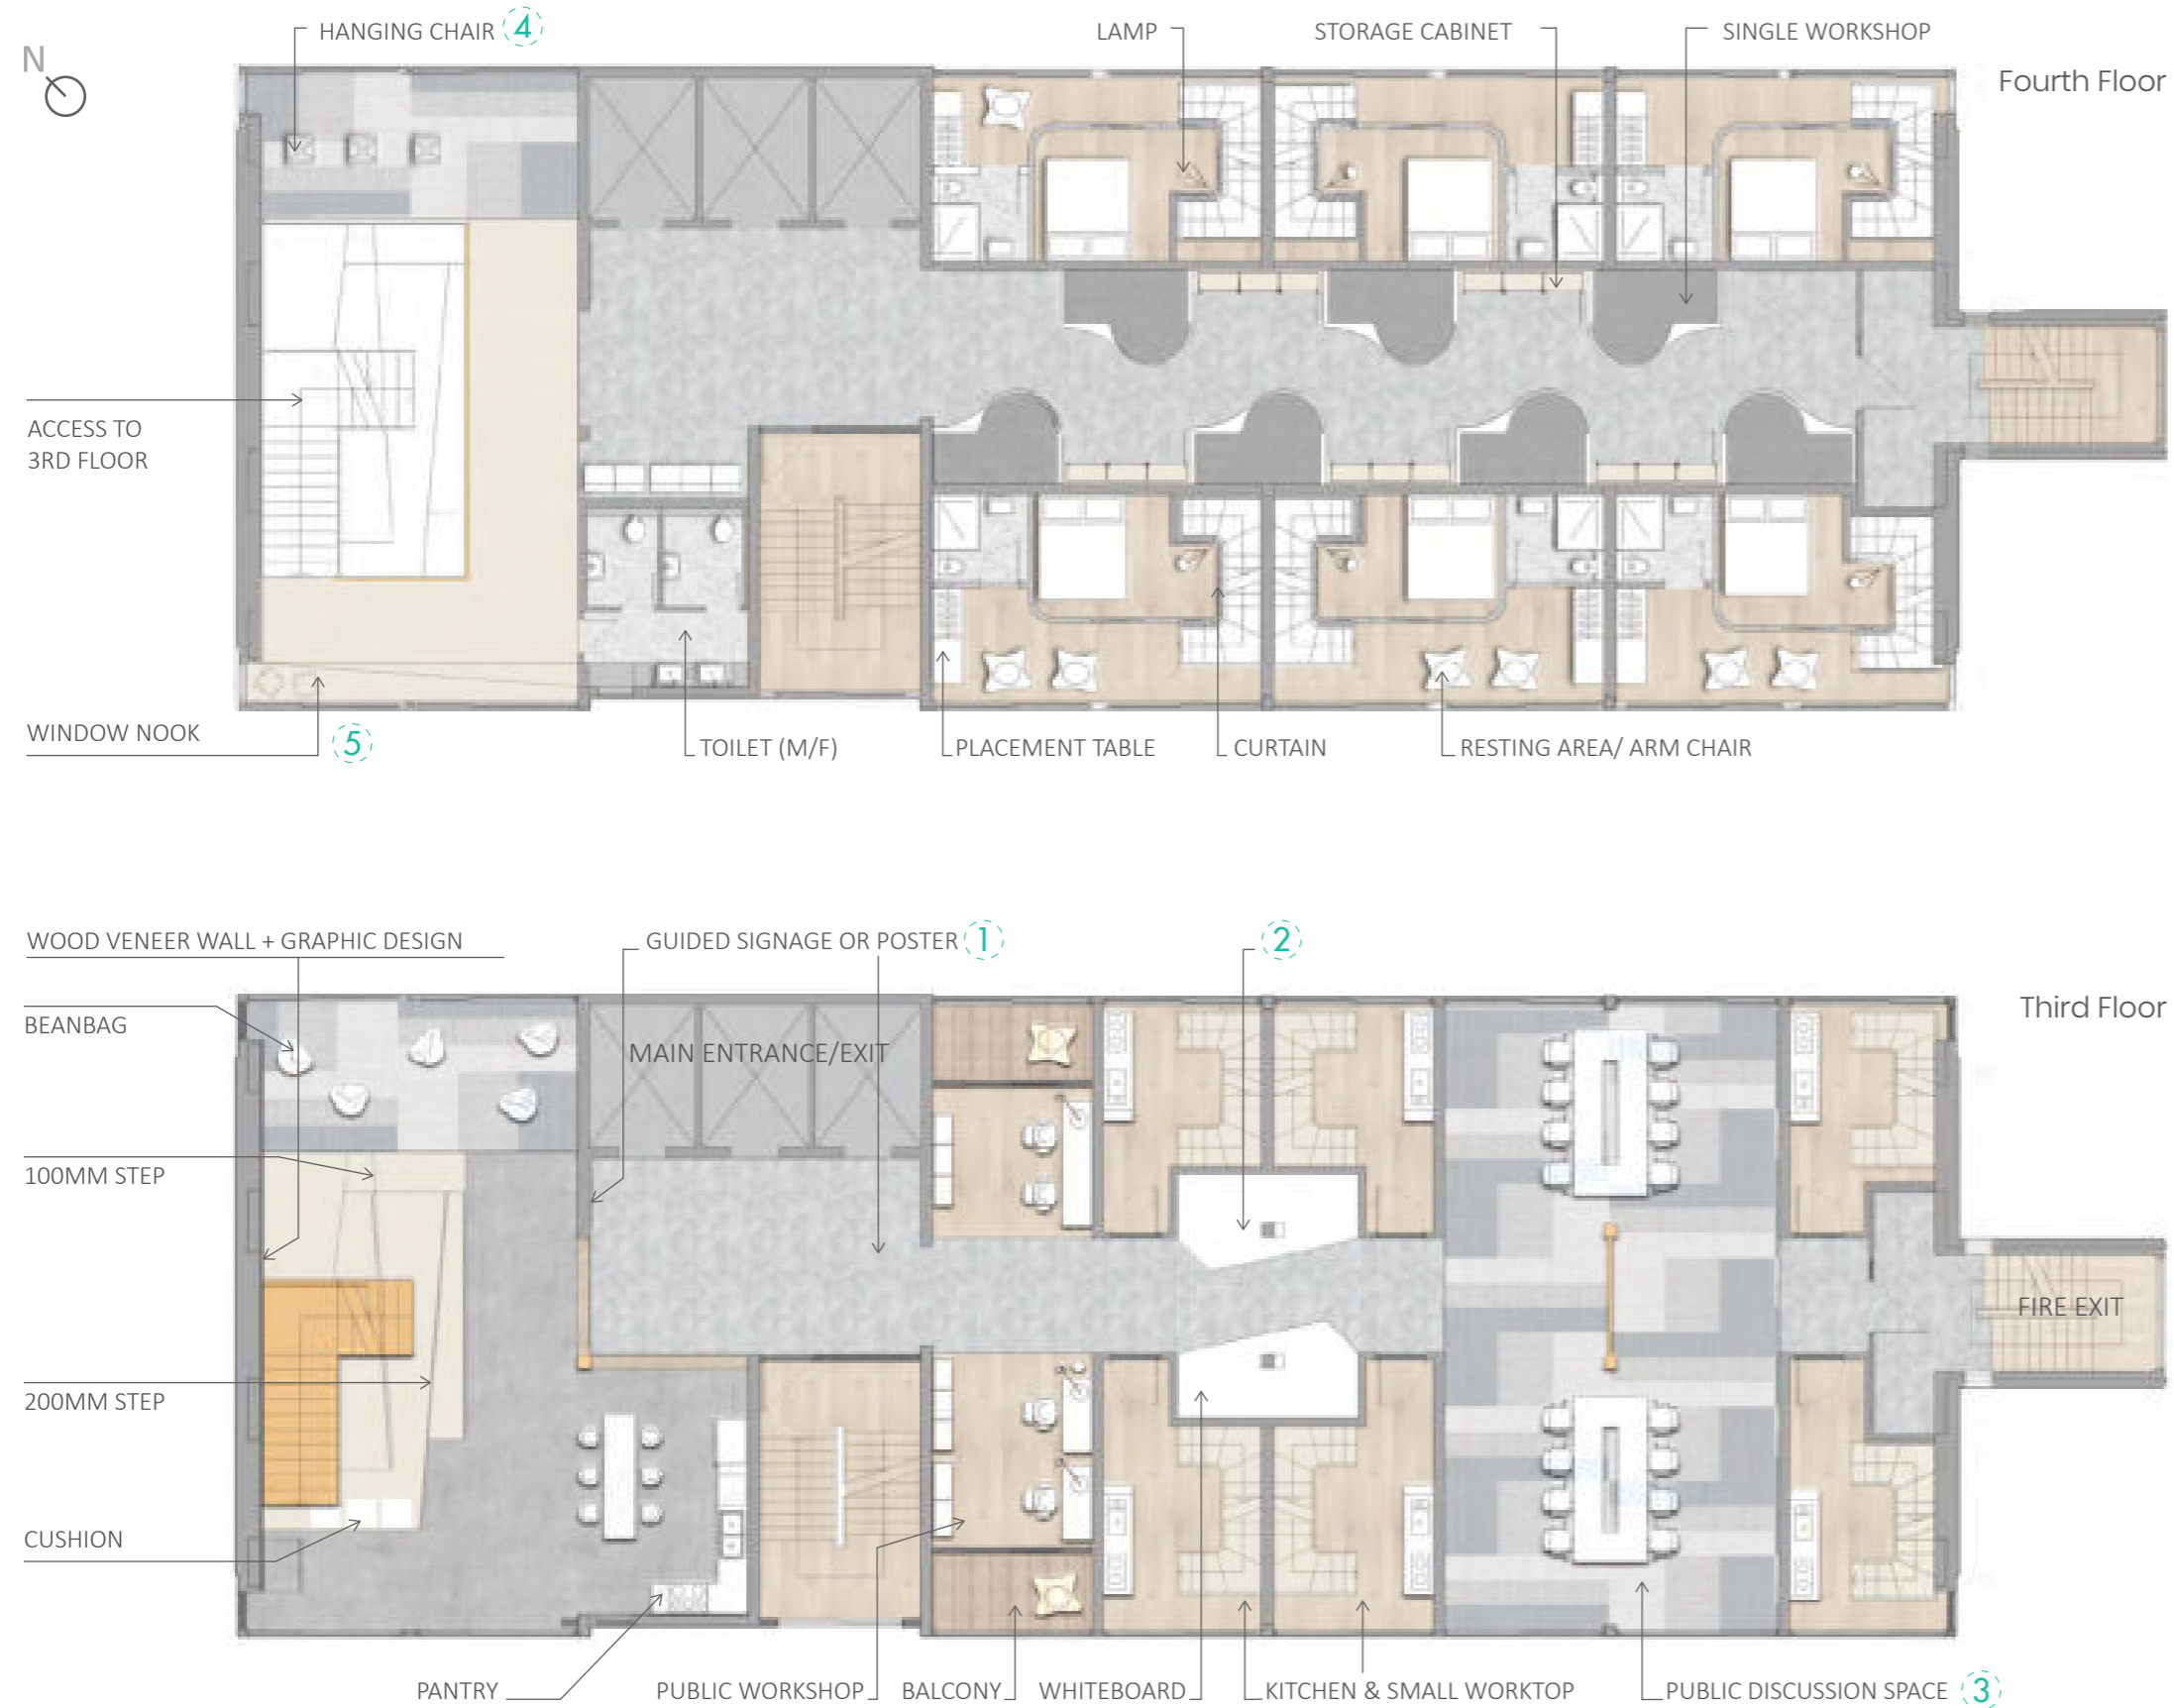 HANGING CHAIR 4
LAMP
STORAGE CABINET
SINGLE WORKSHOP
N
Fourth Floor
ACCESS TO
3RD FLOOR
WINDOW NOOK
5
TOILET (M/F)
PLACEMENT TABLE
CURTAIN
RESTING AREA/ ARM CHAIR
WOOD VENEER WALL + GRAPHIC DESIGN
GUIDED SIGNAGE OR POSTER 1
2
Third Floor
BEANBAG
MAIN ENTRANCE/EXIT
100MM STEP
FIRE EXIT
200MM STEP
CUSHION
PANTRY
PUBLIC WORKSHOP
BALCONY
WHITEBOARD
KITCHEN & SMALL WORKTOP
PUBLIC DISCUSSION SPACE 3